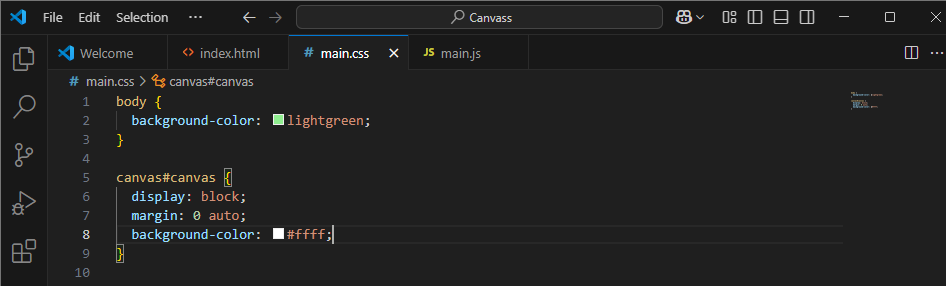 File Edit Selection ··· Canvass
Welcome index.html main.css JS main.js
# main.css > canvas#canvas
1 body {
2 background-color: lightgreen;
3 }
4
5 canvas#canvas {
6 display: block;
7 margin: 0 auto;
8 background-color: #ffff;
9 }
10